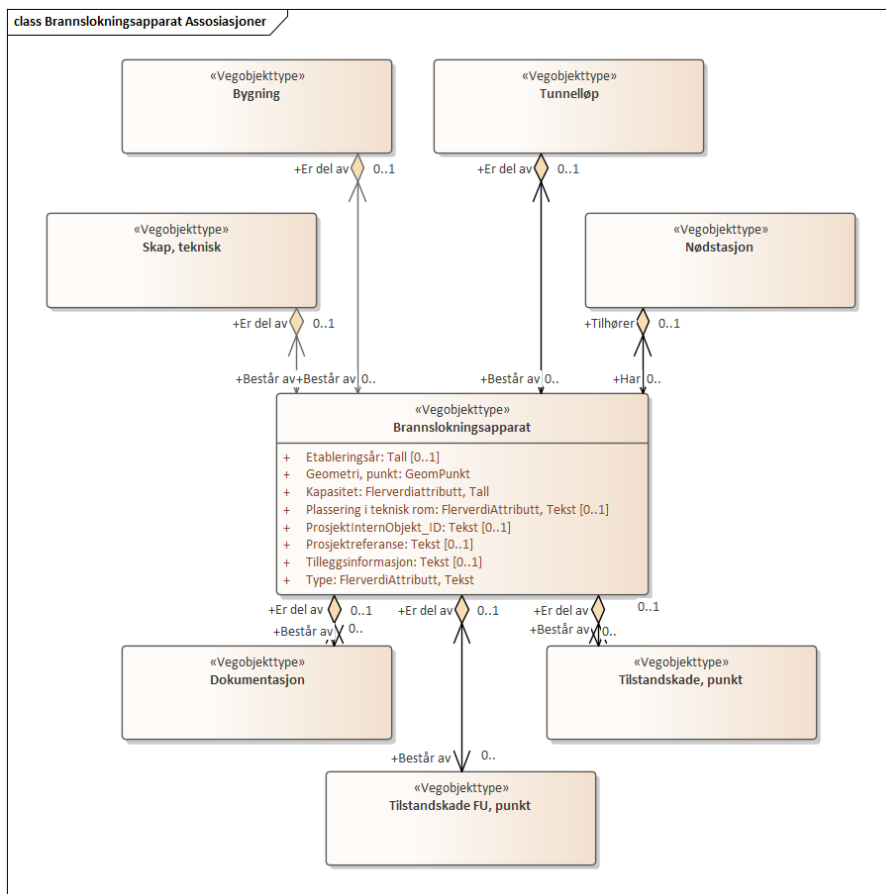 class Brannslokningsapparat Assosiasjoner
«Vegobjekttype»
Bygning
«Vegobjekttype»
Tunnelløp
+Er del av 0..1
+Er del av 0..1
«Vegobjekttype»
Skap, teknisk
«Vegobjekttype»
Nødstasjon
+Er del av 0..1
+Tilhører 0..1
+Består av +Består av 0..
+Består av 0..
+Har 0..
«Vegobjekttype»
Brannslokningsapparat
+ Etableringsår: Tall [0..1]
+ Geometri, punkt: GeomPunkt
+ Kapasitet: Flerverdiattributt, Tall
+ Plassering i teknisk rom: FlerverdiAttributt, Tekst [0..1]
+ ProsjektInternObjekt_ID: Tekst [0..1]
+ Prosjektreferanse: Tekst [0..1]
+ Tilleggsinformasjon: Tekst [0..1]
+ Type: FlerverdiAttributt, Tekst
+Er del av 0..1
+Er del av 0..1
+Er del av 0..1
+Består av 0..
+Består av 0..
«Vegobjekttype»
Dokumentasjon
«Vegobjekttype»
Tilstandskade, punkt
+Består av 0..
«Vegobjekttype»
Tilstandskade FU, punkt